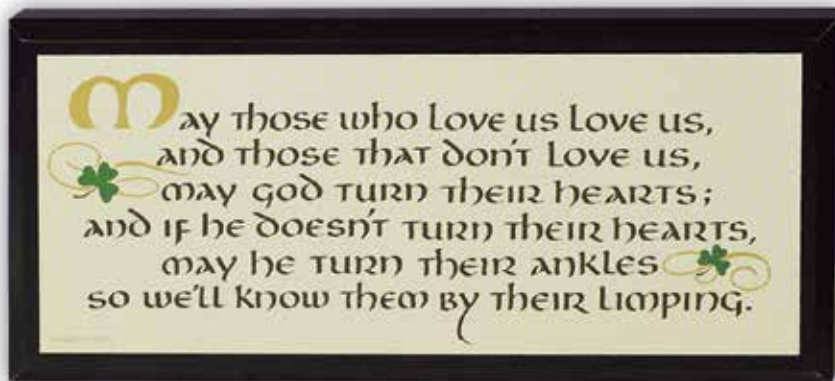 May those who love us love us,
and those that don't love us,
may god turn their hearts;
and if he doesn't turn their hearts,
may he turn their ankles
so we'll know them by their limping.